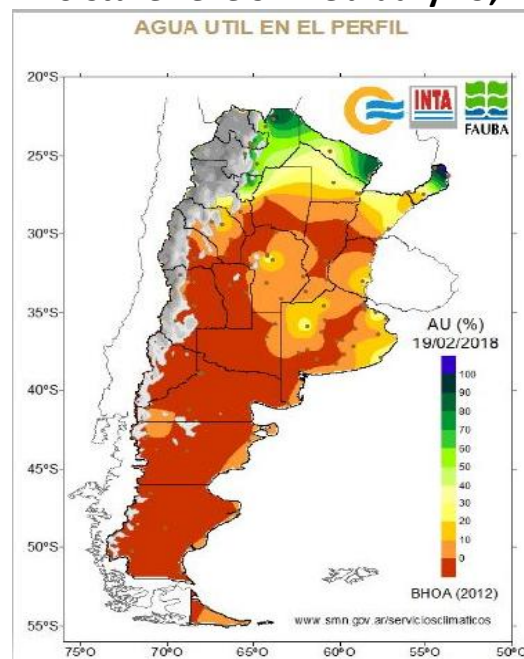 AGUA UTIL EN EL PERFIL
20°S
25°S
30°S
35°S
40°S
45°S
50°S
55°S
INTA
FAUBA
AU (%)
19/02/2018
100
90
80
70
60
50
40
30
20
10
0
BHOA (2012)
www.smn.gov.ar/serviciosclimaticos
75°O 70°O 65°O 60°O 55°O 50°O